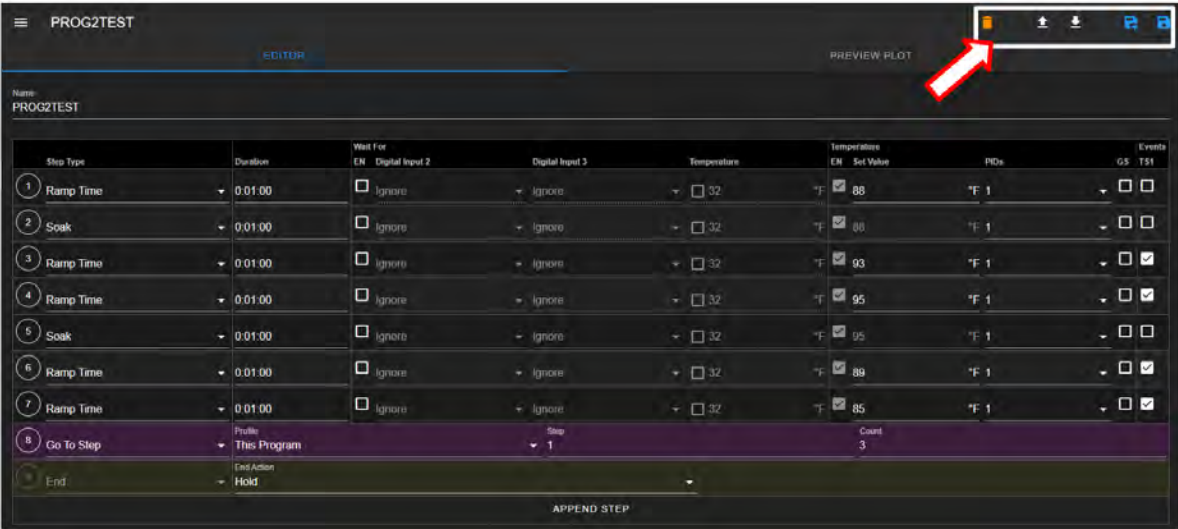 PROG2TEST
EDITOR PREVIEW PLOT
Name
PROG2TEST
Wait For Temperature Events
Step Type Duration EN Digital Input 2 Digital Input 3 Temperature EN Set Value PIDs GS TS1
1 Ramp Time 0:01:00 Ignore Ignore 32 °F 88 °F 1
2 Soak 0:01:00 Ignore Ignore 32 °F 88 °F 1
3 Ramp Time 0:01:00 Ignore Ignore 32 °F 93 °F 1
4 Ramp Time 0:01:00 Ignore Ignore 32 °F 95 °F 1
5 Soak 0:01:00 Ignore Ignore 32 °F 95 °F 1
6 Ramp Time 0:01:00 Ignore Ignore 32 °F 89 °F 1
7 Ramp Time 0:01:00 Ignore Ignore 32 °F 85 °F 1
Profile Step Count
8 Go To Step This Program 1 3
End Action
End Hold
APPEND STEP